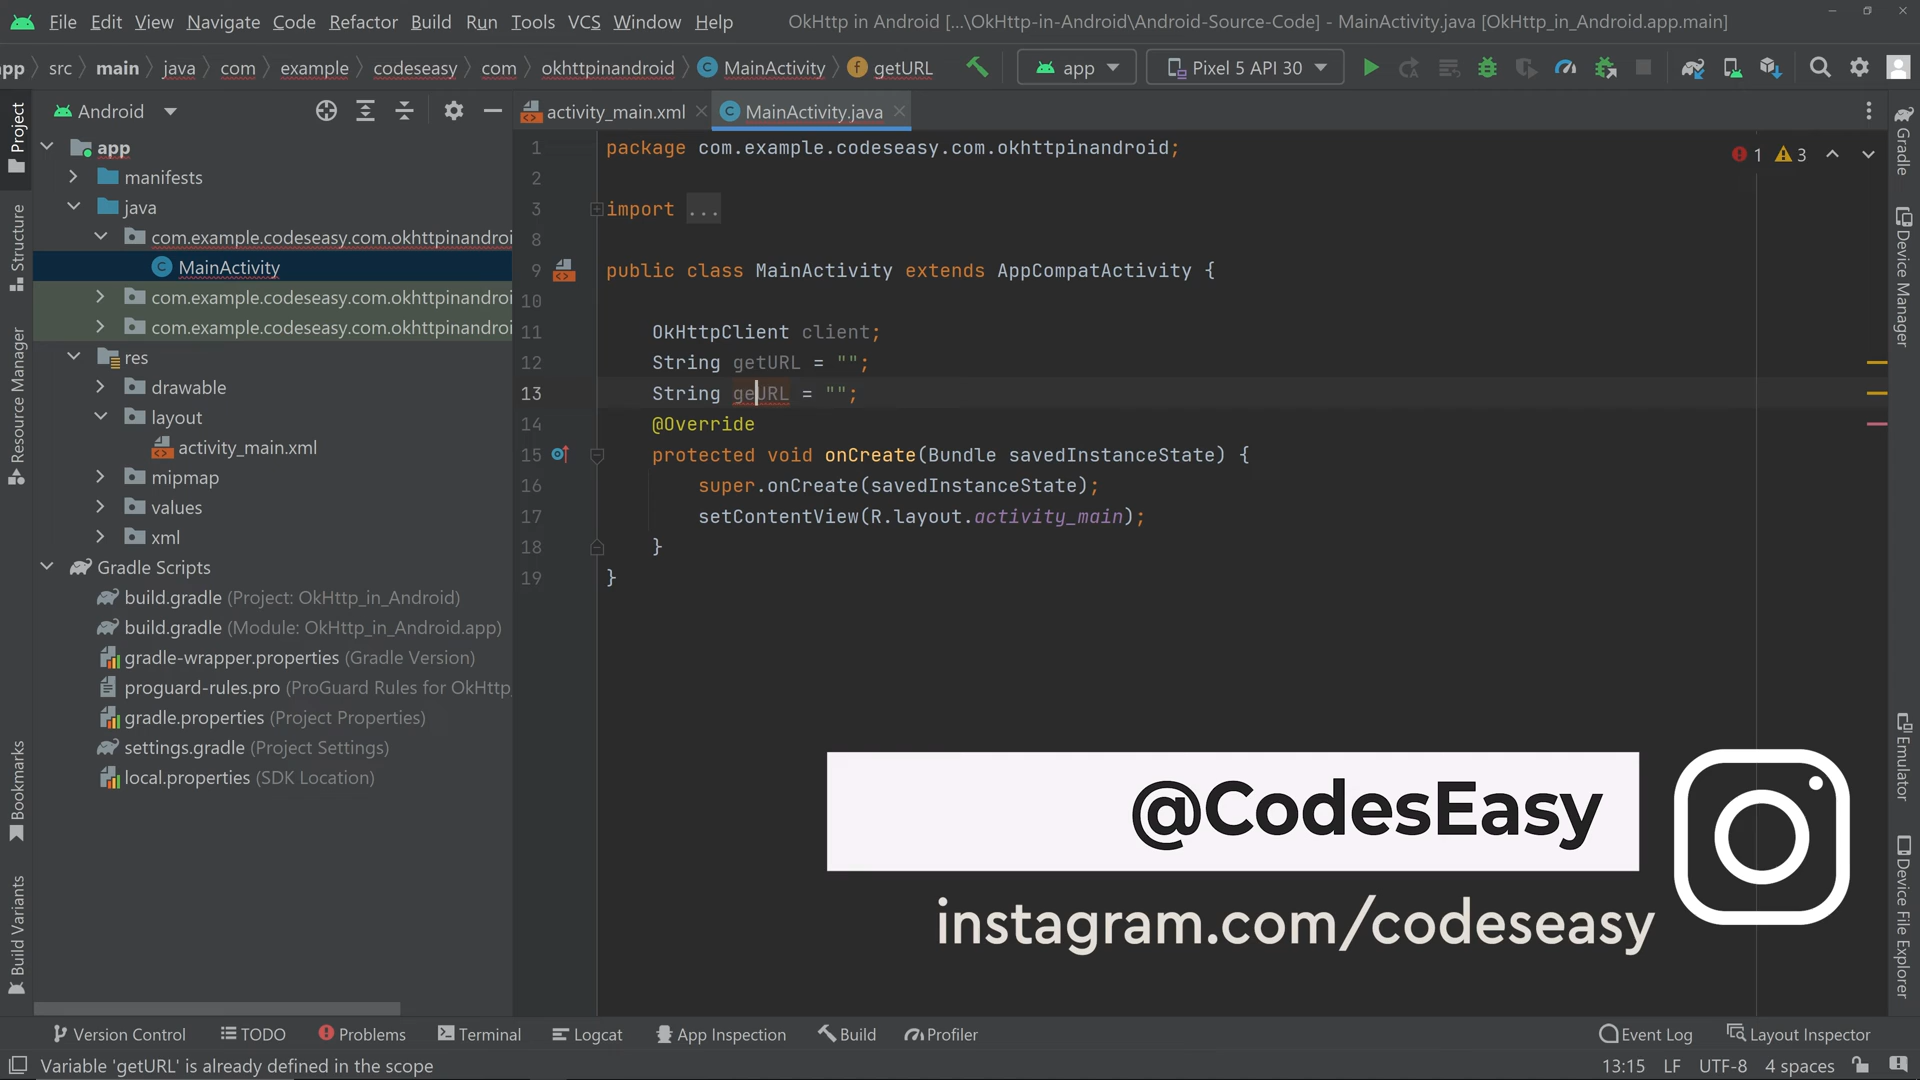 File Edit View Navigate Code Refactor Build Run Tools VCS Window Help OkHttp in Android [...\OkHttp-in-Android\Android-Source-Code] - MainActivity.java [OkHttp_in_Android.app.main]
app src main java com example codeseasy com okhttpinandroid MainActivity getURL app Pixel 5 API 30
Android
activity_main.xml MainActivity.java
Project
Structure
Resource Manager
Bookmarks
Build Variants
app
manifests
java
com.example.codeseasy.com.okhttpinandroi
MainActivity
com.example.codeseasy.com.okhttpinandroi
com.example.codeseasy.com.okhttpinandroi
res
drawable
layout
activity_main.xml
mipmap
values
xml
Gradle Scripts
build.gradle (Project: OkHttp_in_Android)
build.gradle (Module: OkHttp_in_Android.app)
gradle-wrapper.properties (Gradle Version)
proguard-rules.pro (ProGuard Rules for OkHttp_
gradle.properties (Project Properties)
settings.gradle (Project Settings)
local.properties (SDK Location)
1 package com.example.codeseasy.com.okhttpinandroid;
2
3 import ...
8
9 public class MainActivity extends AppCompatActivity {
10
11 OkHttpClient client;
12 String getURL = "";
13 String geURL = "";
14 @Override
15 protected void onCreate(Bundle savedInstanceState) {
16 super.onCreate(savedInstanceState);
17 setContentView(R.layout.activity_main);
18 }
19 }
1 3
Gradle
Device Manager
Emulator
Device File Explorer
@CodesEasy
instagram.com/codeseasy
Version Control TODO Problems Terminal Logcat App Inspection Build Profiler Event Log Layout Inspector
Variable 'getURL' is already defined in the scope 13:15 LF UTF-8 4 spaces